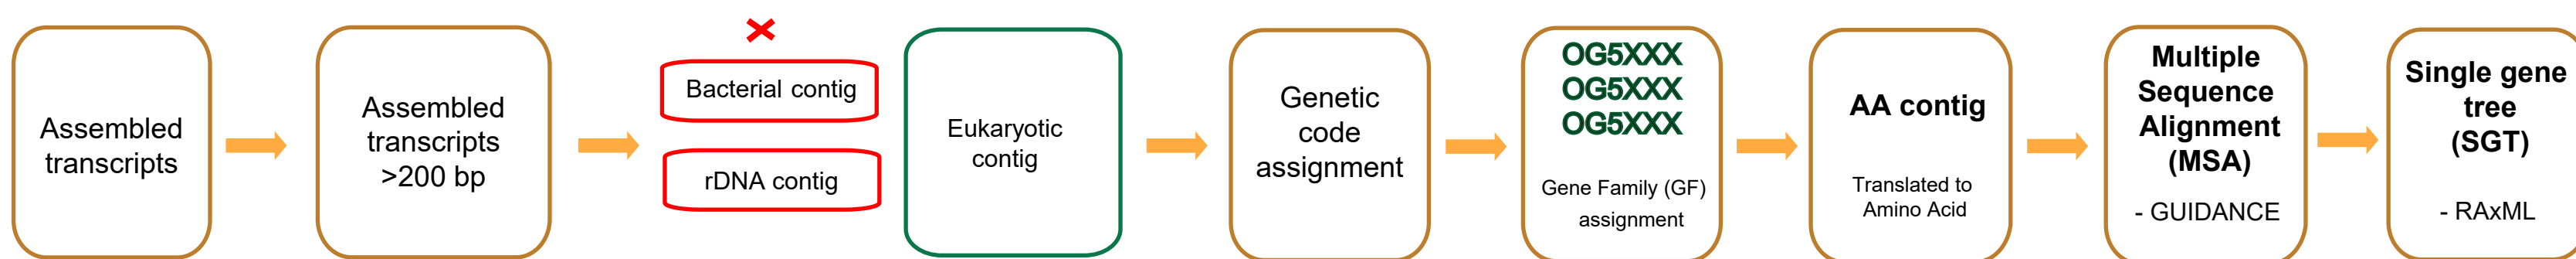 Assembled
transcripts
Assembled
transcripts
>200 bp
Bacterial contig
rDNA contig
Eukaryotic
contig
Genetic
code
assignment
OG5XXX
OG5XXX
OG5XXX
Gene Family (GF)
assignment
AA contig
Translated to
Amino Acid
Multiple
Sequence
Alignment
(MSA)
- GUIDANCE
Single gene
tree
(SGT)
- RAxML